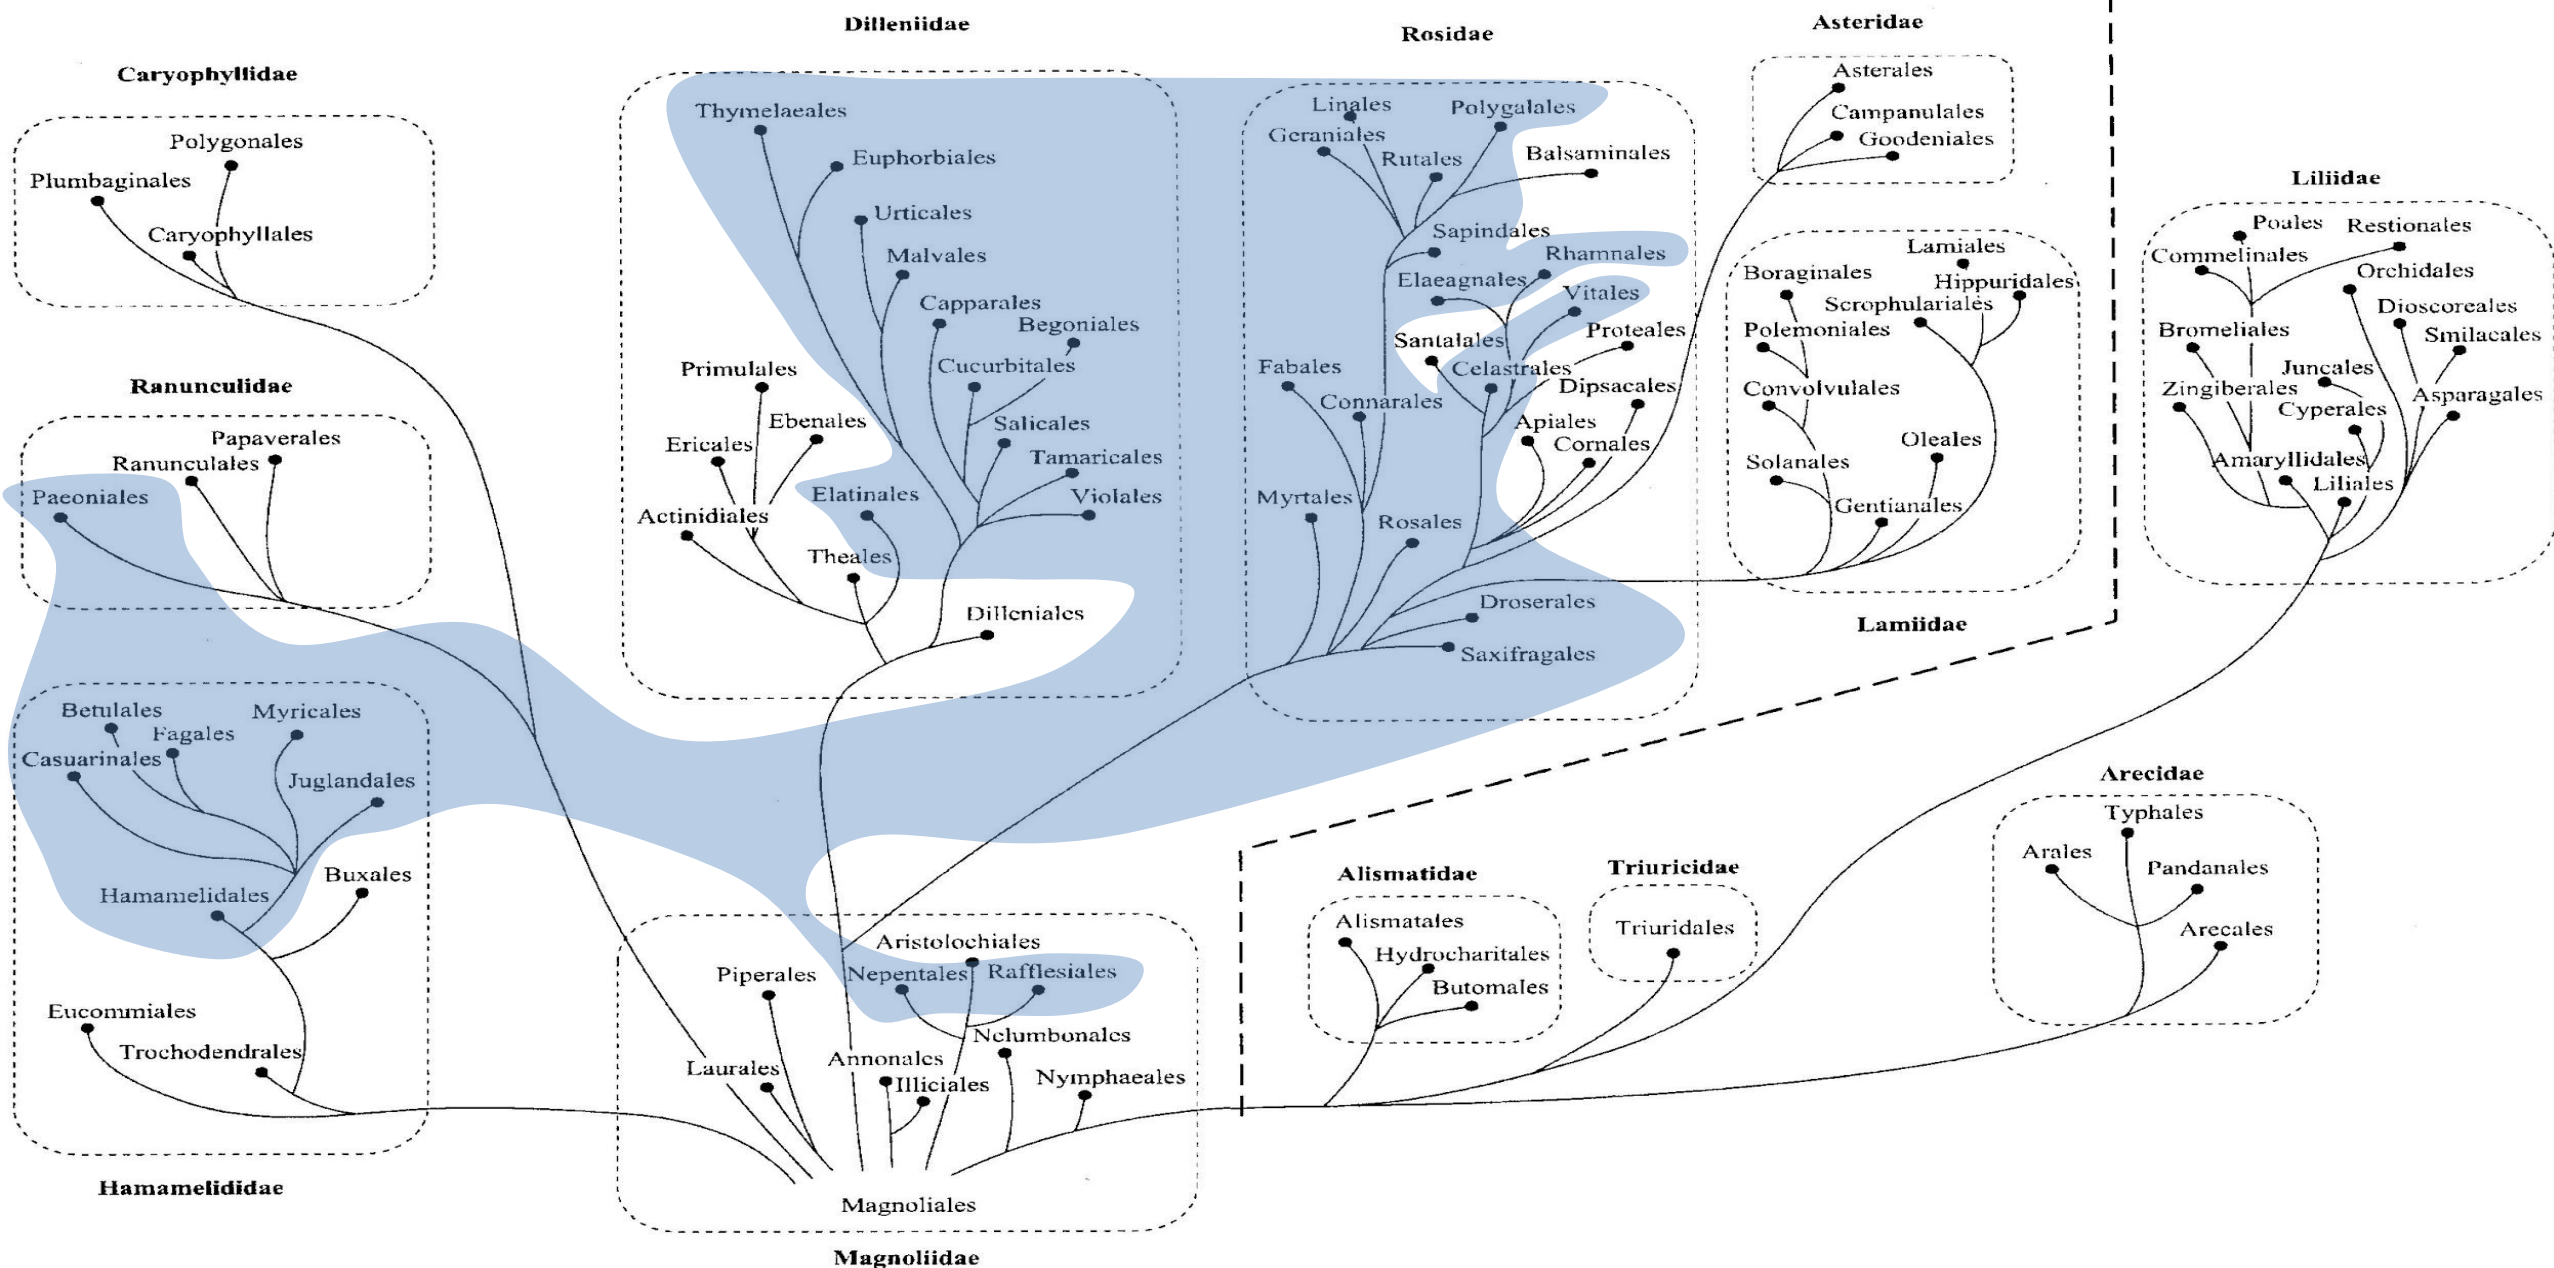 Caryophyllidae
Polygonales
Plumbaginales
Caryophyllales
Ranunculidae
Papaverales
Ranunculales
Paeoniales
Betulales
Myricales
Fagales
Casuarinales
Juglandales
Buxales
Hamamelidales
Eucommiales
Trochodendrales
Hamamelididae
Dilleniidae
Thymelaeales
Euphorbiales
Urticales
Malvales
Capparales
Begoniales
Cucurbitales
Primulales
Ebenales
Salicales
Ericales
Tamaricales
Elatinales
Violales
Actinidiales
Theales
Dilleniales
Rosidae
Linales
Polygalales
Geraniales
Rutales
Balsaminales
Sapindales
Rhamnales
Elaeagnales
Vitales
Proteales
Santalales
Fabales
Celastrales
Dipsacales
Connarales
Apiales
Cornales
Myrtales
Rosales
Droserales
Saxifragales
Asteridae
Asterales
Campanulales
Goodeniales
Lamiales
Boraginales
Hippuridales
Scrophulariales
Polemoniales
Convolvulales
Oleales
Solanales
Gentianales
Lamiidae
Liliidae
Poales
Restionales
Commelinales
Orchidales
Dioscoreales
Bromeliales
Smilacales
Juncales
Zingiberales
Asparagales
Cyperales
Amaryllidales
Liliales
Arecidae
Typhales
Arales
Pandanales
Arecales
Triuricidae
Triuridales
Alismatidae
Alismatales
Hydrocharitales
Butomales
Aristolochiales
Piperales
Nepentales
Rafflesiales
Nelumbonales
Annonales
Laurales
Illiciales
Nymphaeales
Magnoliales
Magnoliidae